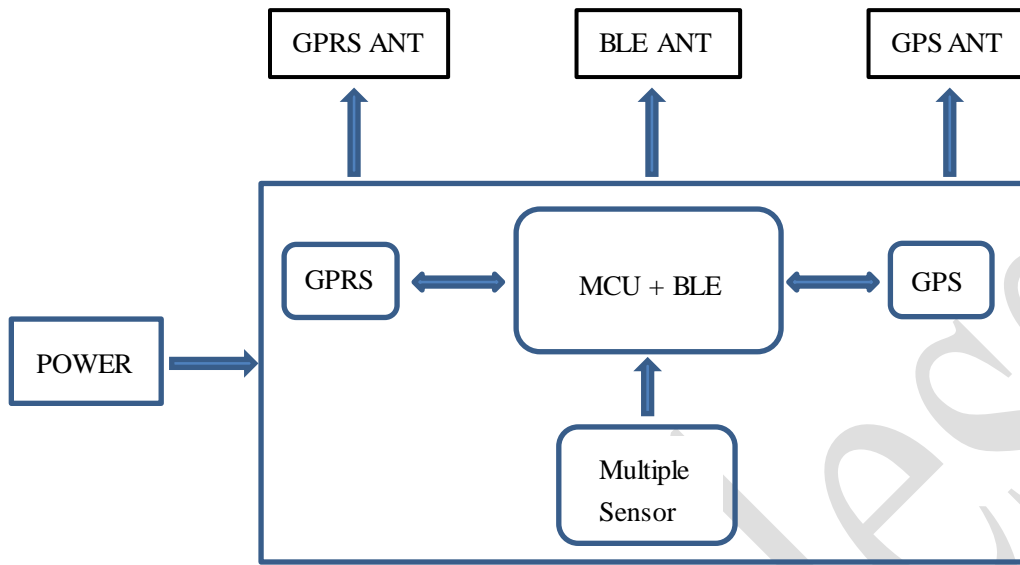 GPRS ANT
BLE ANT
GPS ANT
GPRS
MCU + BLE
GPS
POWER
Multiple
Sensor